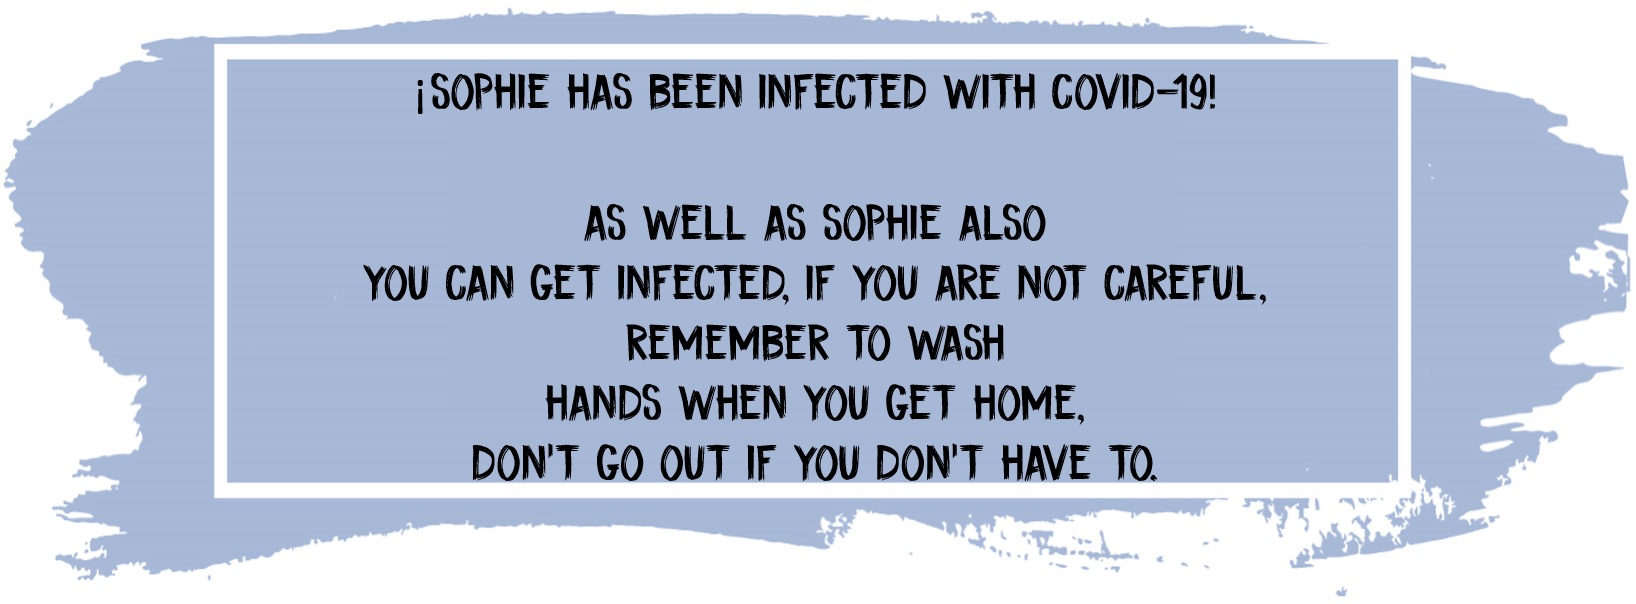 ¡SOPHIE HAS BEEN INFECTED WITH COVID-19!
AS WELL AS SOPHIE ALSO
YOU CAN GET INFECTED, IF YOU ARE NOT CAREFUL,
REMEMBER TO WASH
HANDS WHEN YOU GET HOME,
DON'T GO OUT IF YOU DON'T HAVE TO.